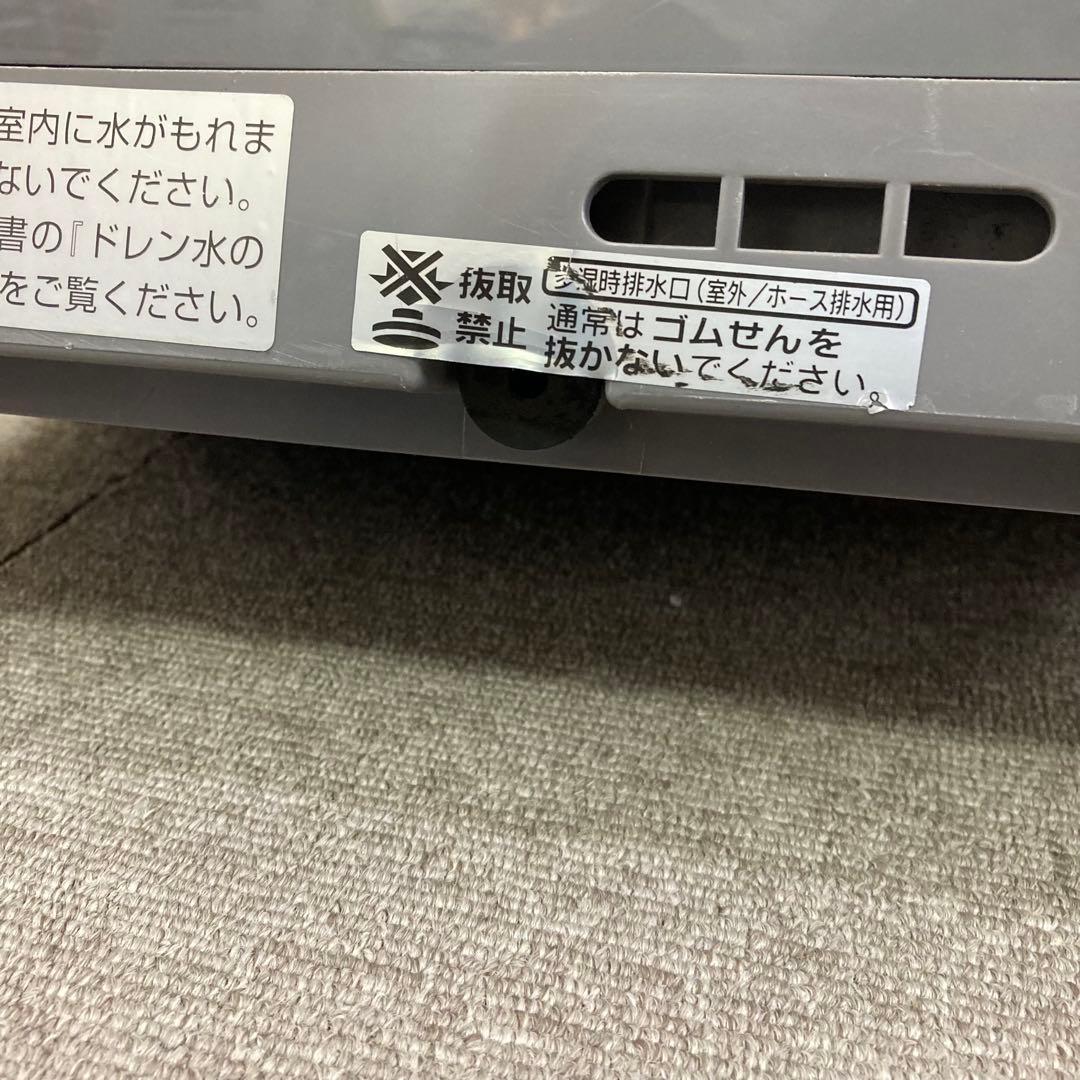 室内に水がもれま
ないでください。
書の『ドレン水の
をご覧ください。
抜取
禁止
多湿時排水口(室外/ホース排水用)
通常はゴムせんを
抜かないでください。